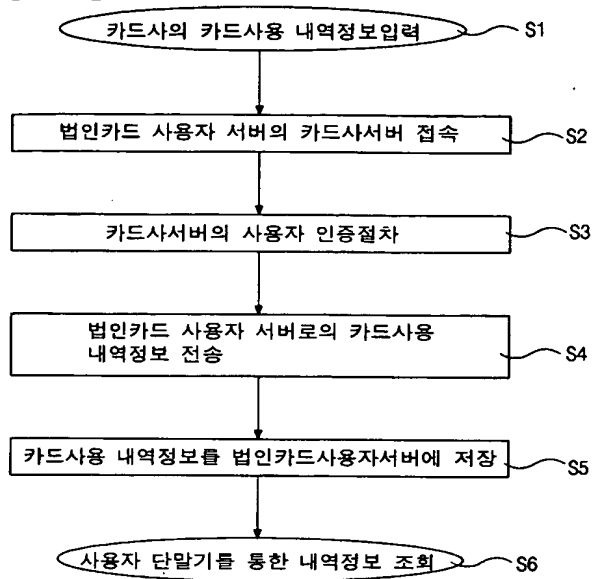 카드사의 카드사용 내역정보입력
S1
법인카드 사용자 서버의 카드사서버 접속
S2
카드사서버의 사용자 인증절차
S3
법인카드 사용자 서버로의 카드사용
내역정보 전송
S4
카드사용 내역정보를 법인카드사용자서버에 저장
S5
사용자 단말기를 통한 내역정보 조회
S6